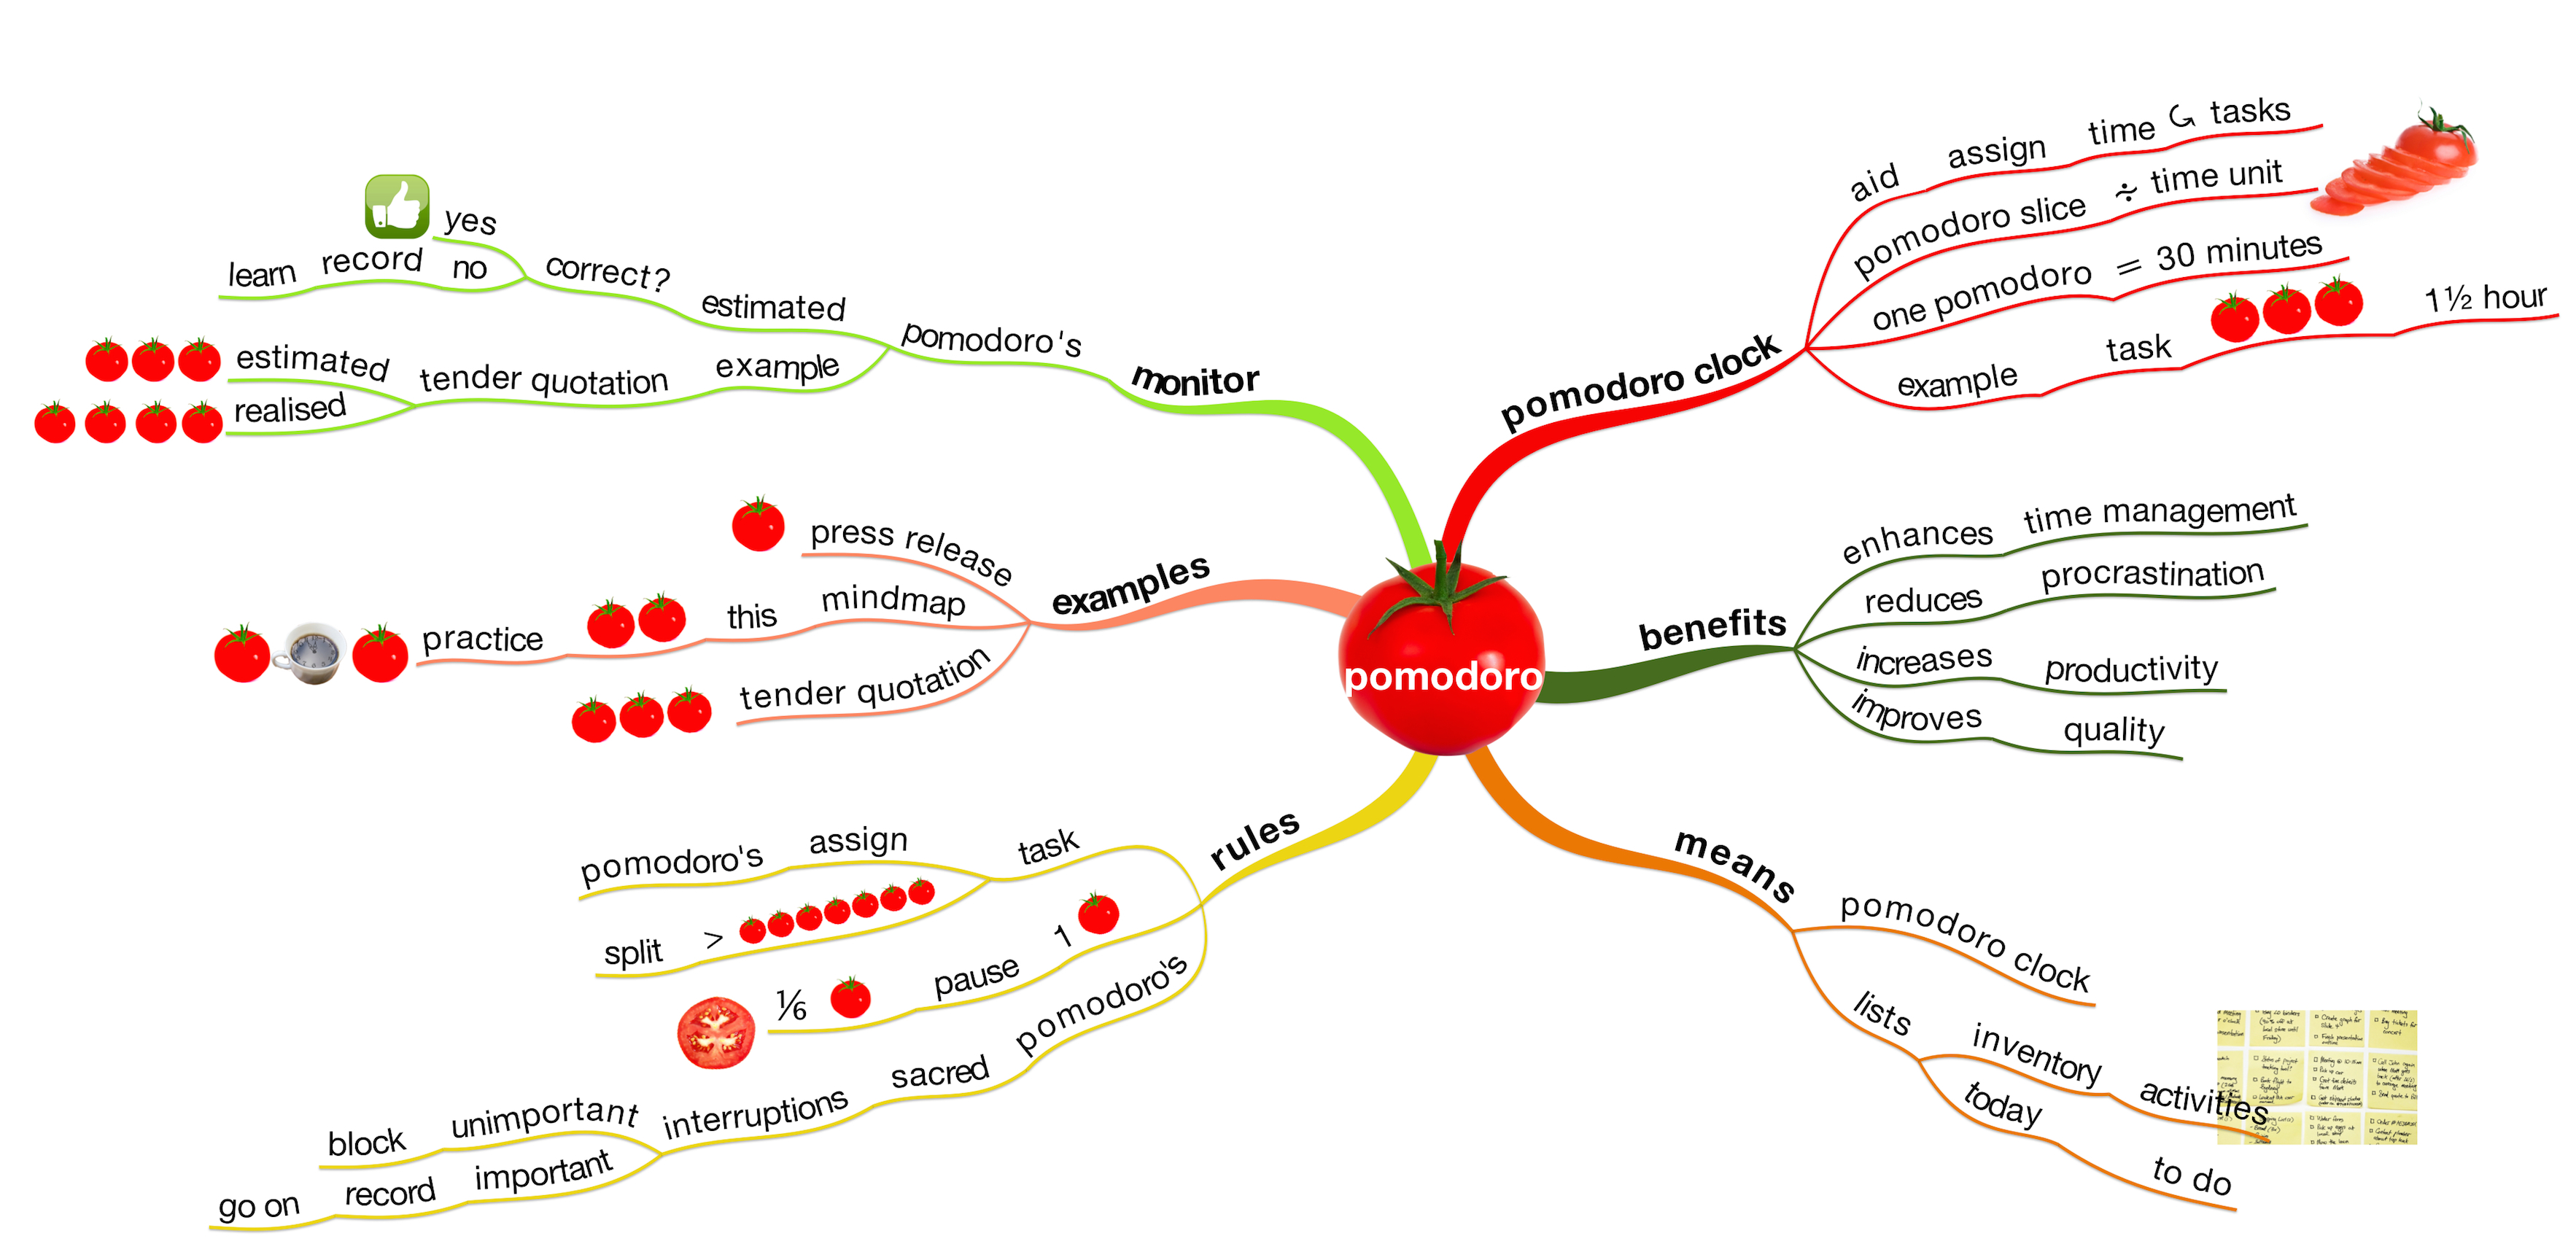 pomodoro
pomodoro clock
aid assign time tasks
pomodoro slice ÷ time unit
one pomodoro = 30 minutes
example task 1½ hour
benefits
enhances time management
reduces procrastination
increases productivity
improves quality
means
pomodoro clock
lists
inventory activities
today to do
rules
task
assign pomodoro's
> split
1 pause ⅙
pomodoro's sacred interruptions
unimportant block
important record go on
examples
press release
mindmap this practice
tender quotation
monitor
pomodoro's
estimated correct?
yes
no record learn
example tender quotation
estimated
realised